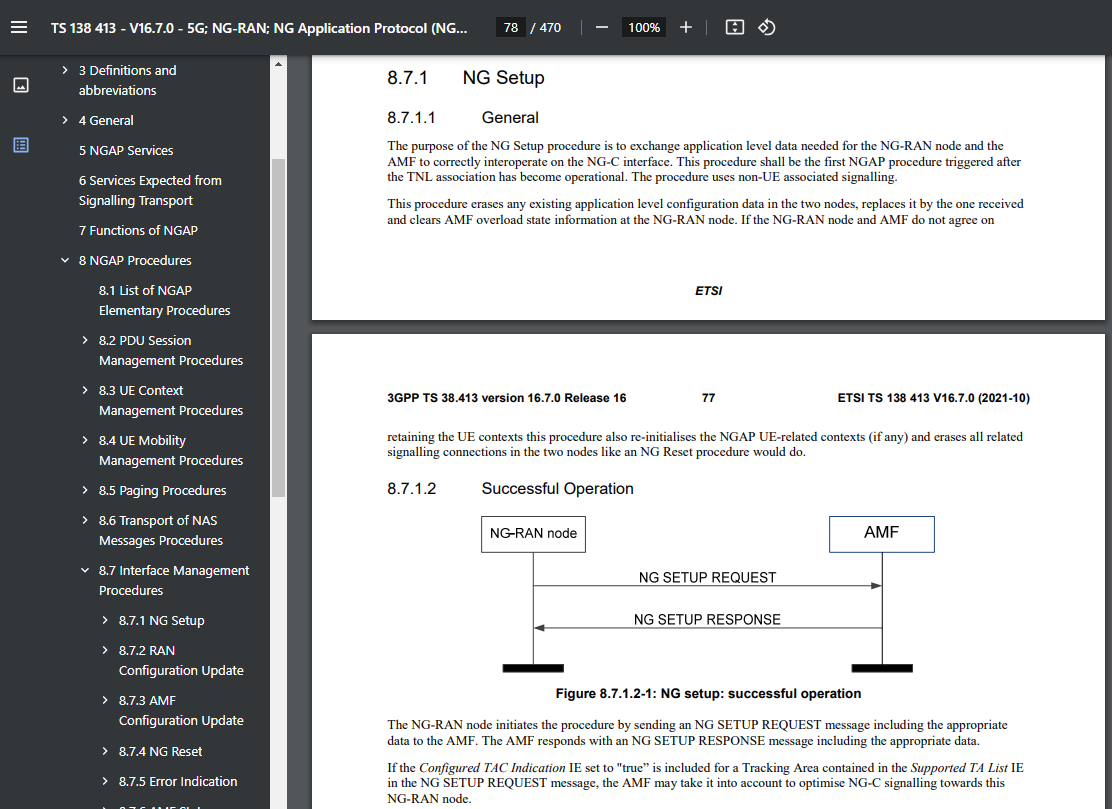 TS 138 413 - V16.7.0 - 5G; NG-RAN; NG Application Protocol (NG...
78 / 470
100%
3 Definitions and
abbreviations
4 General
5 NGAP Services
6 Services Expected from
Signalling Transport
7 Functions of NGAP
8 NGAP Procedures
8.1 List of NGAP
Elementary Procedures
8.2 PDU Session
Management Procedures
8.3 UE Context
Management Procedures
8.4 UE Mobility
Management Procedures
8.5 Paging Procedures
8.6 Transport of NAS
Messages Procedures
8.7 Interface Management
Procedures
8.7.1 NG Setup
8.7.2 RAN
Configuration Update
8.7.3 AMF
Configuration Update
8.7.4 NG Reset
8.7.5 Error Indication
8.7.1 NG Setup
8.7.1.1 General
The purpose of the NG Setup procedure is to exchange application level data needed for the NG-RAN node and the
AMF to correctly interoperate on the NG-C interface. This procedure shall be the first NGAP procedure triggered after
the TNL association has become operational. The procedure uses non-UE associated signalling.
This procedure erases any existing application level configuration data in the two nodes, replaces it by the one received
and clears AMF overload state information at the NG-RAN node. If the NG-RAN node and AMF do not agree on
ETSI
3GPP TS 38.413 version 16.7.0 Release 16 77 ETSI TS 138 413 V16.7.0 (2021-10)
retaining the UE contexts this procedure also re-initialises the NGAP UE-related contexts (if any) and erases all related
signalling connections in the two nodes like an NG Reset procedure would do.
8.7.1.2 Successful Operation
NG-RAN node
AMF
NG SETUP REQUEST
NG SETUP RESPONSE
Figure 8.7.1.2-1: NG setup: successful operation
The NG-RAN node initiates the procedure by sending an NG SETUP REQUEST message including the appropriate
data to the AMF. The AMF responds with an NG SETUP RESPONSE message including the appropriate data.
If the Configured TAC Indication IE set to "true” is included for a Tracking Area contained in the Supported TA List IE
in the NG SETUP REQUEST message, the AMF may take it into account to optimise NG-C signalling towards this
NG-RAN node.